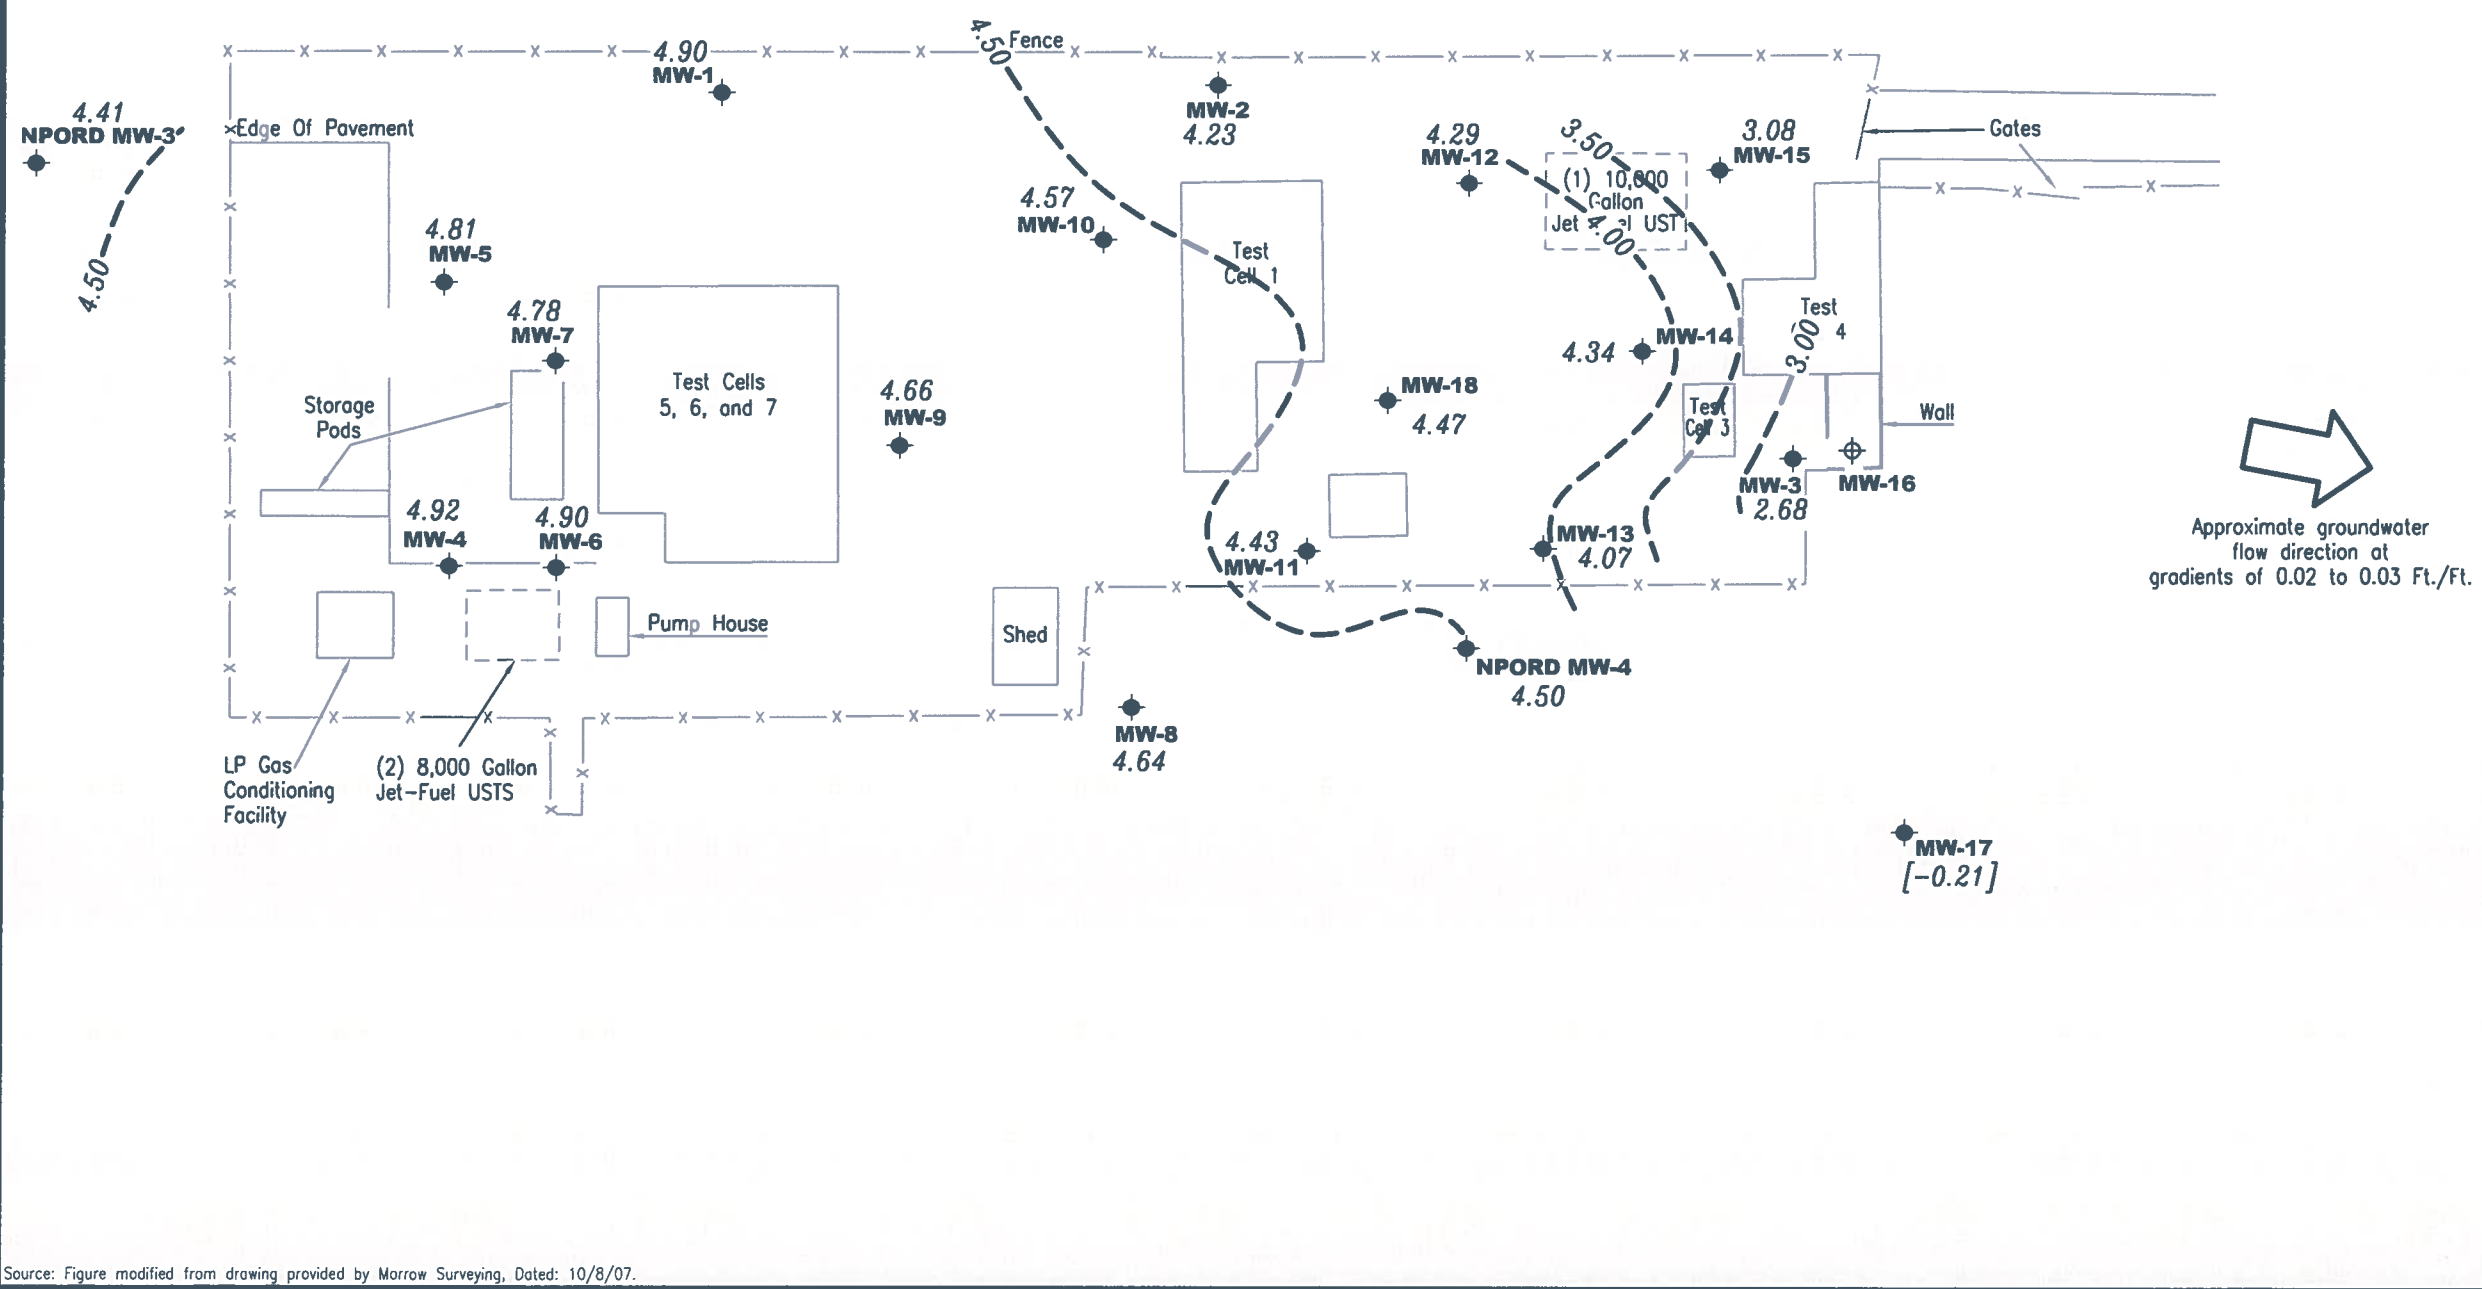 4.50
Fence
4.90
MW-1
4.41
NPORD MW-3
Edge Of Pavement
MW-2
4.23
4.29
MW-12
3.50
3.08
MW-15
Gates
(1) 10,000
Gallon
Jet UST
4.00
4.57
MW-10
4.81
MW-5
4.50
Test
Cell 1
4.78
MW-7
Test
4
3.00
MW-14
4.34
Test Cells
5, 6, and 7
4.66
MW-9
MW-18
4.47
Storage
Pods
Test
Cell 3
Wall
MW-3
2.68
MW-16
4.92
MW-4
4.90
MW-6
4.43
MW-11
MW-13
4.07
Approximate groundwater
flow direction at
gradients of 0.02 to 0.03 Ft./Ft.
Pump House
Shed
NPORD MW-4
4.50
MW-8
4.64
LP Gas
Conditioning
Facility
(2) 8,000 Gallon
Jet-Fuel USTS
MW-17
[-0.21]
Source: Figure modified from drawing provided by Morrow Surveying, Dated: 10/8/07.